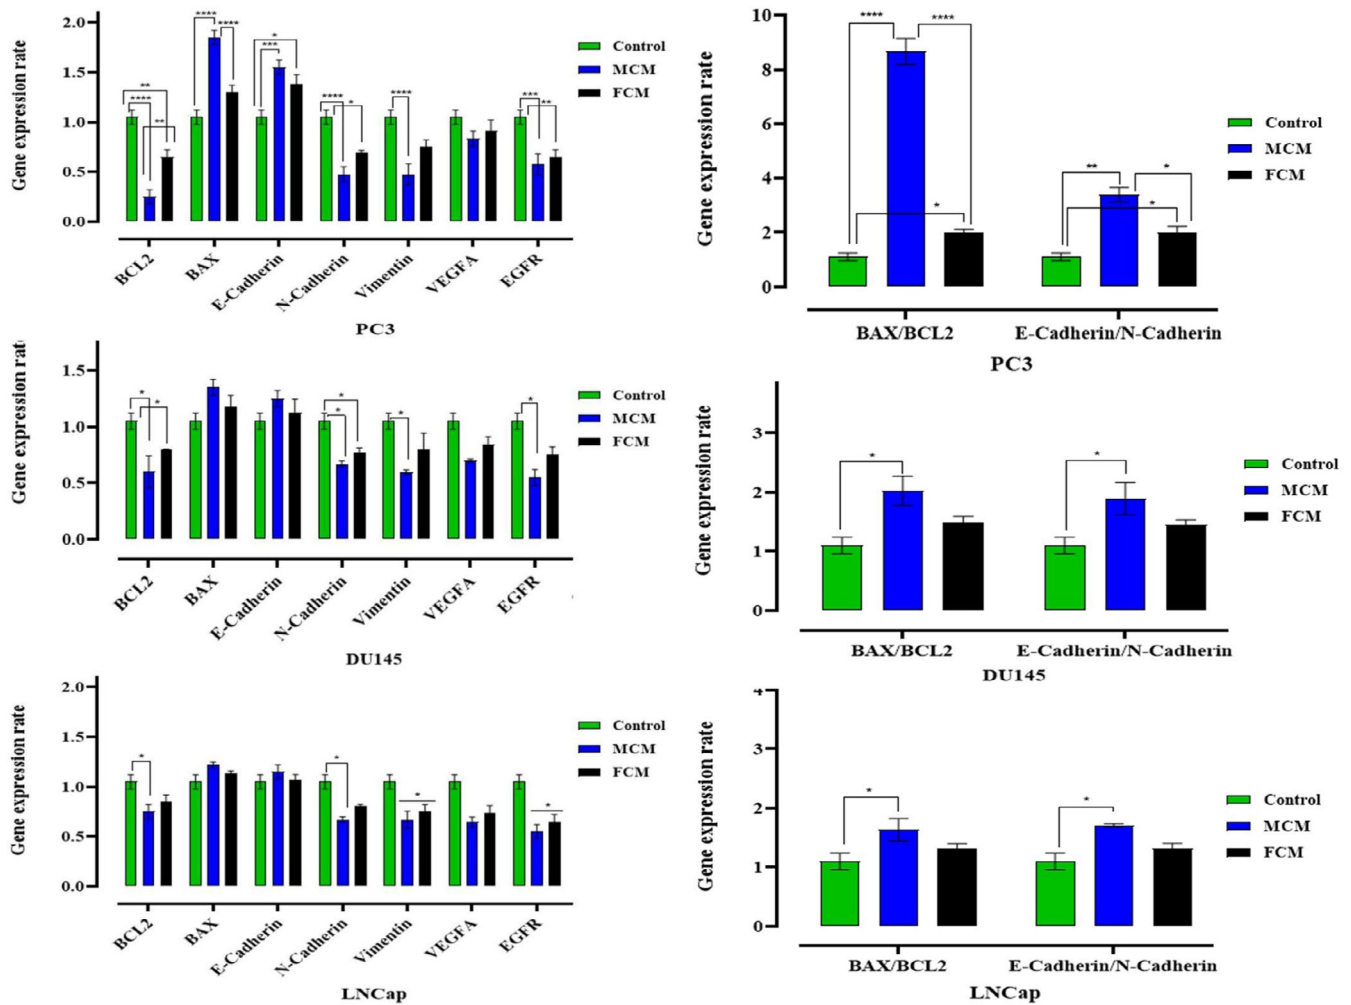 Gene expression rate
2.0
1.5
1.0
0.5
0.0
**
****
**
****
****
*
***
****
*
****
***
**
Control
MCM
FCM
BCL2
BAX
E-Cadherin
N-Cadherin
Vimentin
VEGFA
EGFR
PC3
Gene expression rate
10
8
6
4
2
0
****
****
*
**
*
*
Control
MCM
FCM
BAX/BCL2
E-Cadherin/N-Cadherin
PC3
Gene expression rate
1.5
1.0
0.5
0.0
*
*
*
*
*
*
Control
MCM
FCM
BCL2
BAX
E-Cadherin
N-Cadherin
Vimentin
VEGFA
EGFR
DU145
Gene expression rate
3
2
1
0
*
*
Control
MCM
FCM
BAX/BCL2
E-Cadherin/N-Cadherin
DU145
Gene expression rate
2.0
1.5
1.0
0.5
0.0
*
*
*
*
Control
MCM
FCM
BCL2
BAX
E-Cadherin
N-Cadherin
Vimentin
VEGFA
EGFR
LNCap
Gene expression rate
4
3
2
1
0
*
*
Control
MCM
FCM
BAX/BCL2
E-Cadherin/N-Cadherin
LNCap